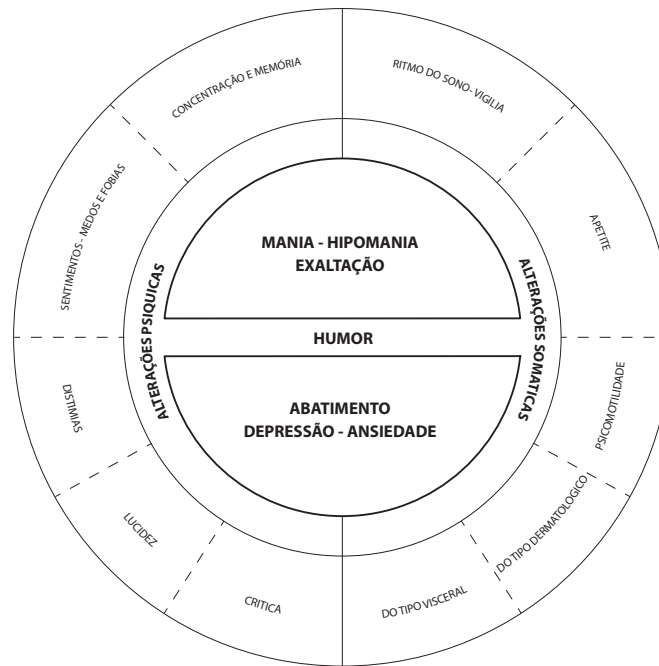 CONCENTRAÇÃO E MEMÓRIA
RITMO DO SONO- VIGILIA
SENTIMENTOS - MEDOS E FOBIAS
APETITE
MANIA - HIPOMANIA
EXALTAÇÃO
ALTERAÇÕES PSIQUICAS
ALTERAÇÕES SOMATICAS
HUMOR
ABATIMENTO
DEPRESSÃO - ANSIEDADE
DISTIMIAS
PSICOMOTILIDADE
LUCIDEZ
DO TIPO DERMATOLOGICO
CRITICA
DO TIPO VISCERAL